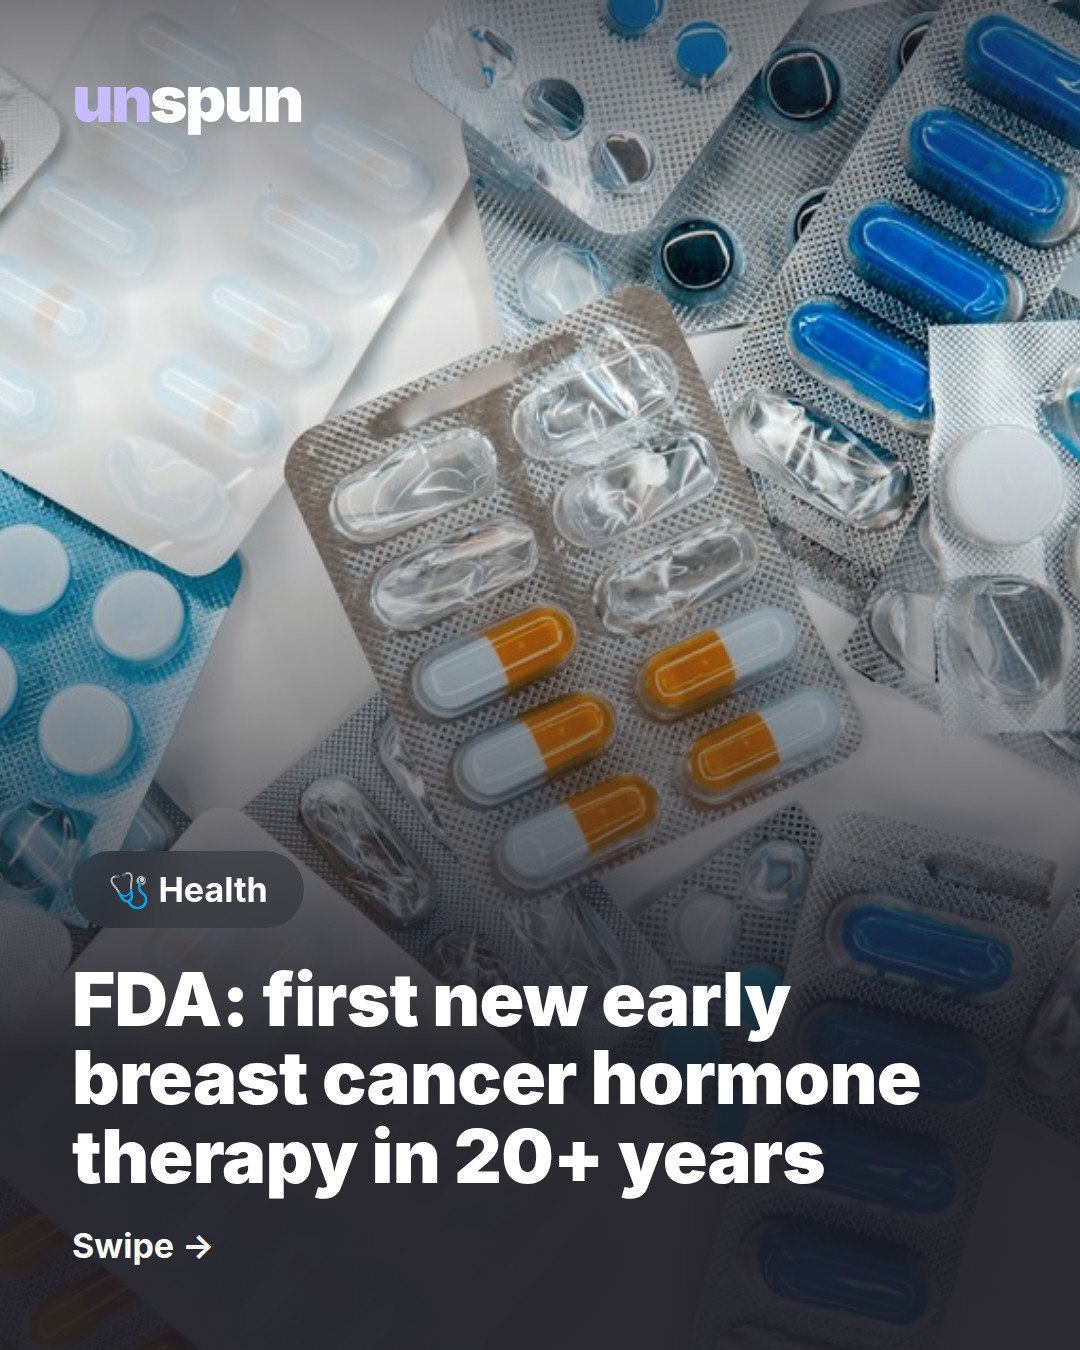 unspun
🩺 Health
FDA: first new early
breast cancer hormone
therapy in 20+ years
Swipe →